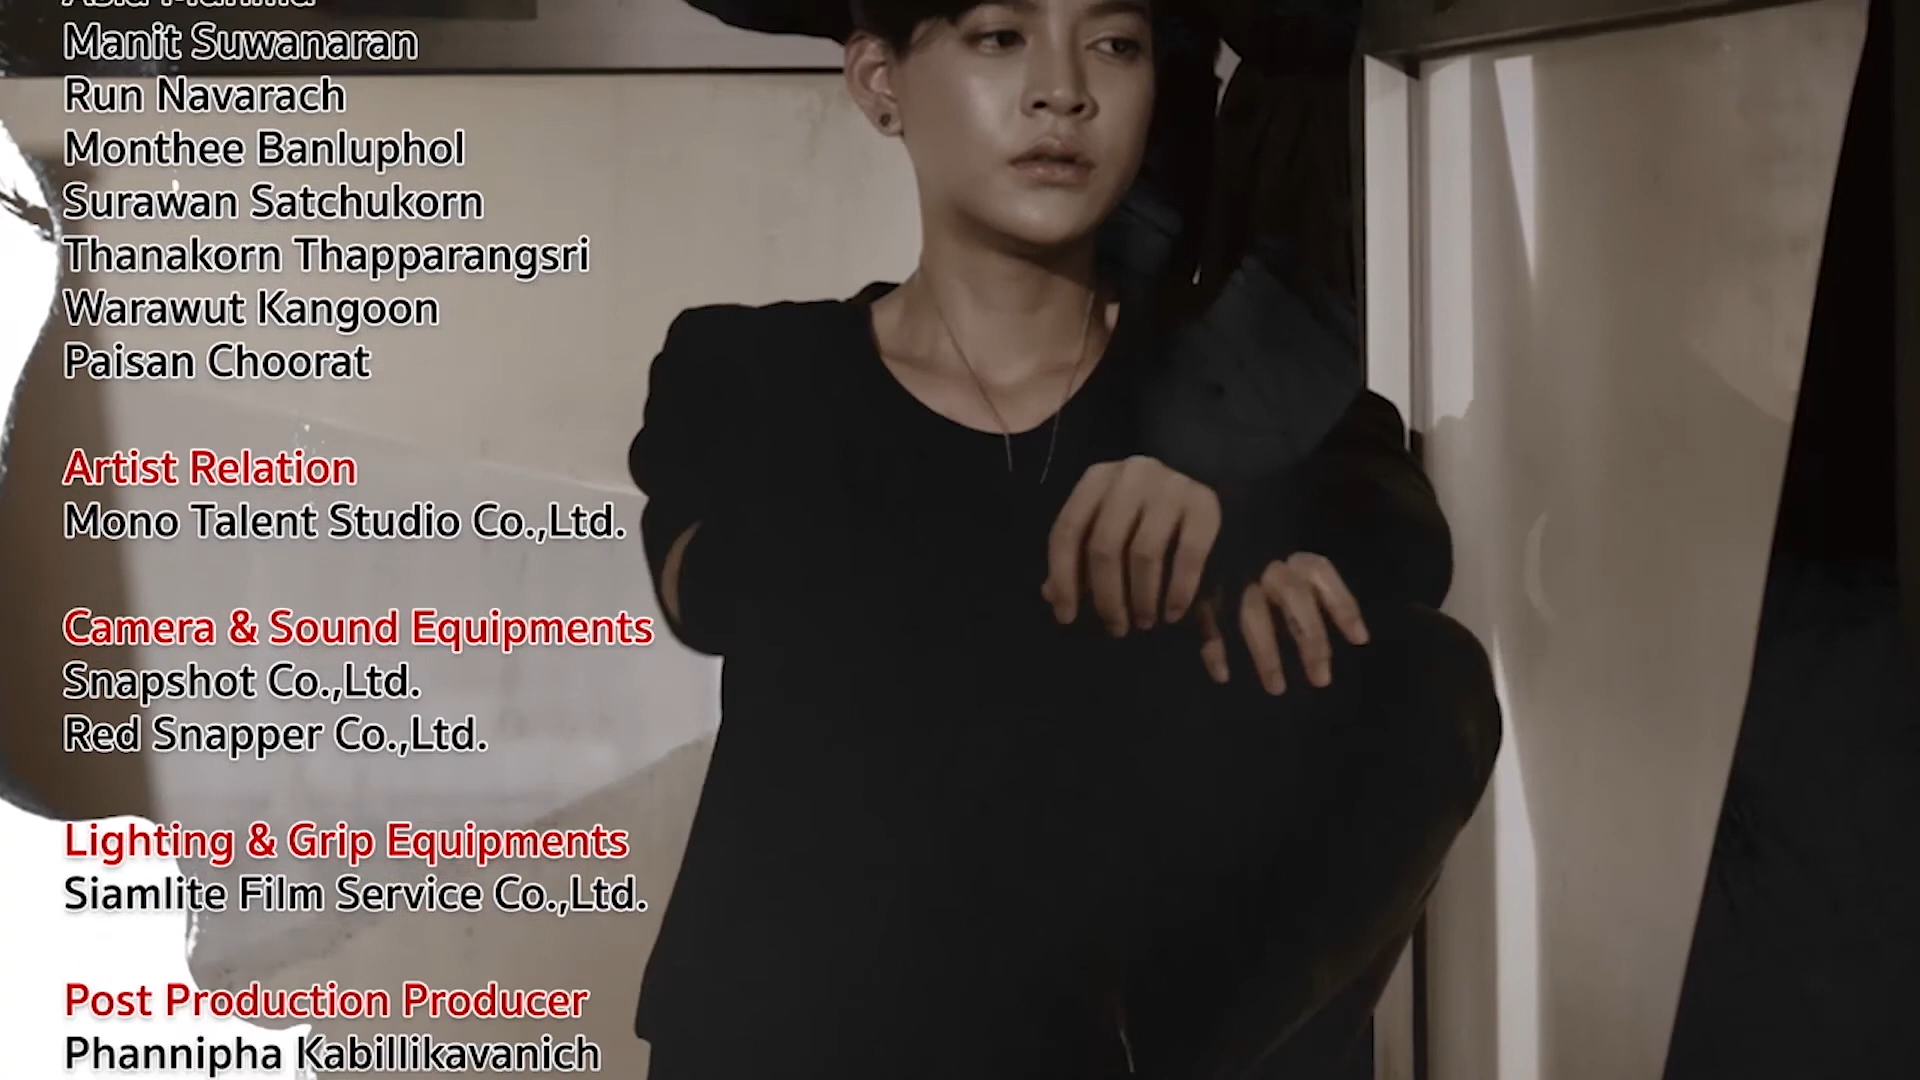 Manit Suwanaran
Run Navarach
Monthee Banluphol
Surawan Satchukorn
Thanakorn Thapparangsri
Warawut Kangoon
Paisan Choorat
Artist Relation
Mono Talent Studio Co.,Ltd.
Camera & Sound Equipments
Snapshot Co.,Ltd.
Red Snapper Co.,Ltd.
Lighting & Grip Equipments
Siamlite Film Service Co.,Ltd.
Post Production Producer
Phannipha Kabillikavanich